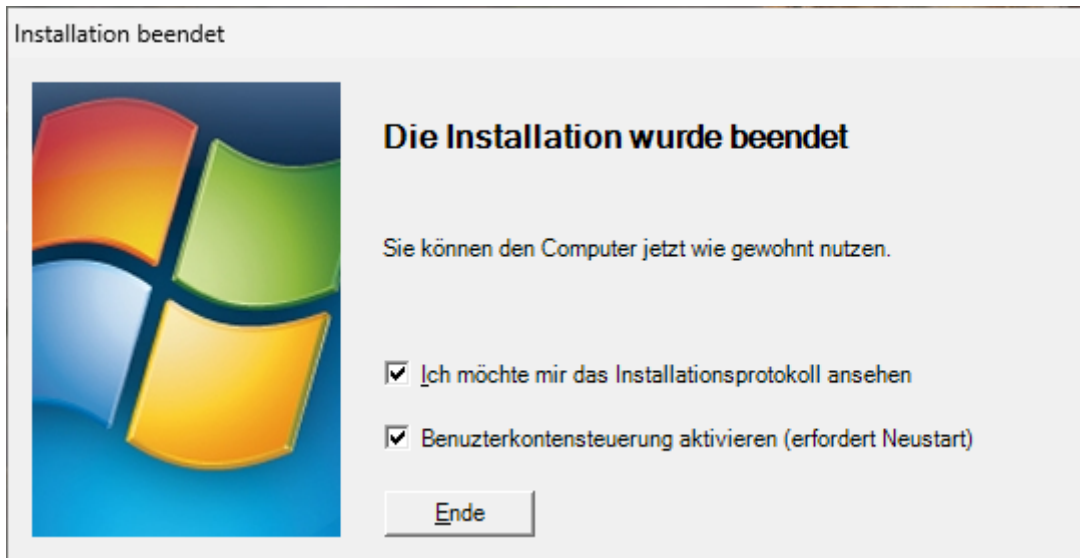 Installation beendet
Die Installation wurde beendet
Sie können den Computer jetzt wie gewohnt nutzen.
Ich möchte mir das Installationsprotokoll ansehen
Benuzterkontensteuerung aktivieren (erfordert Neustart)
Ende